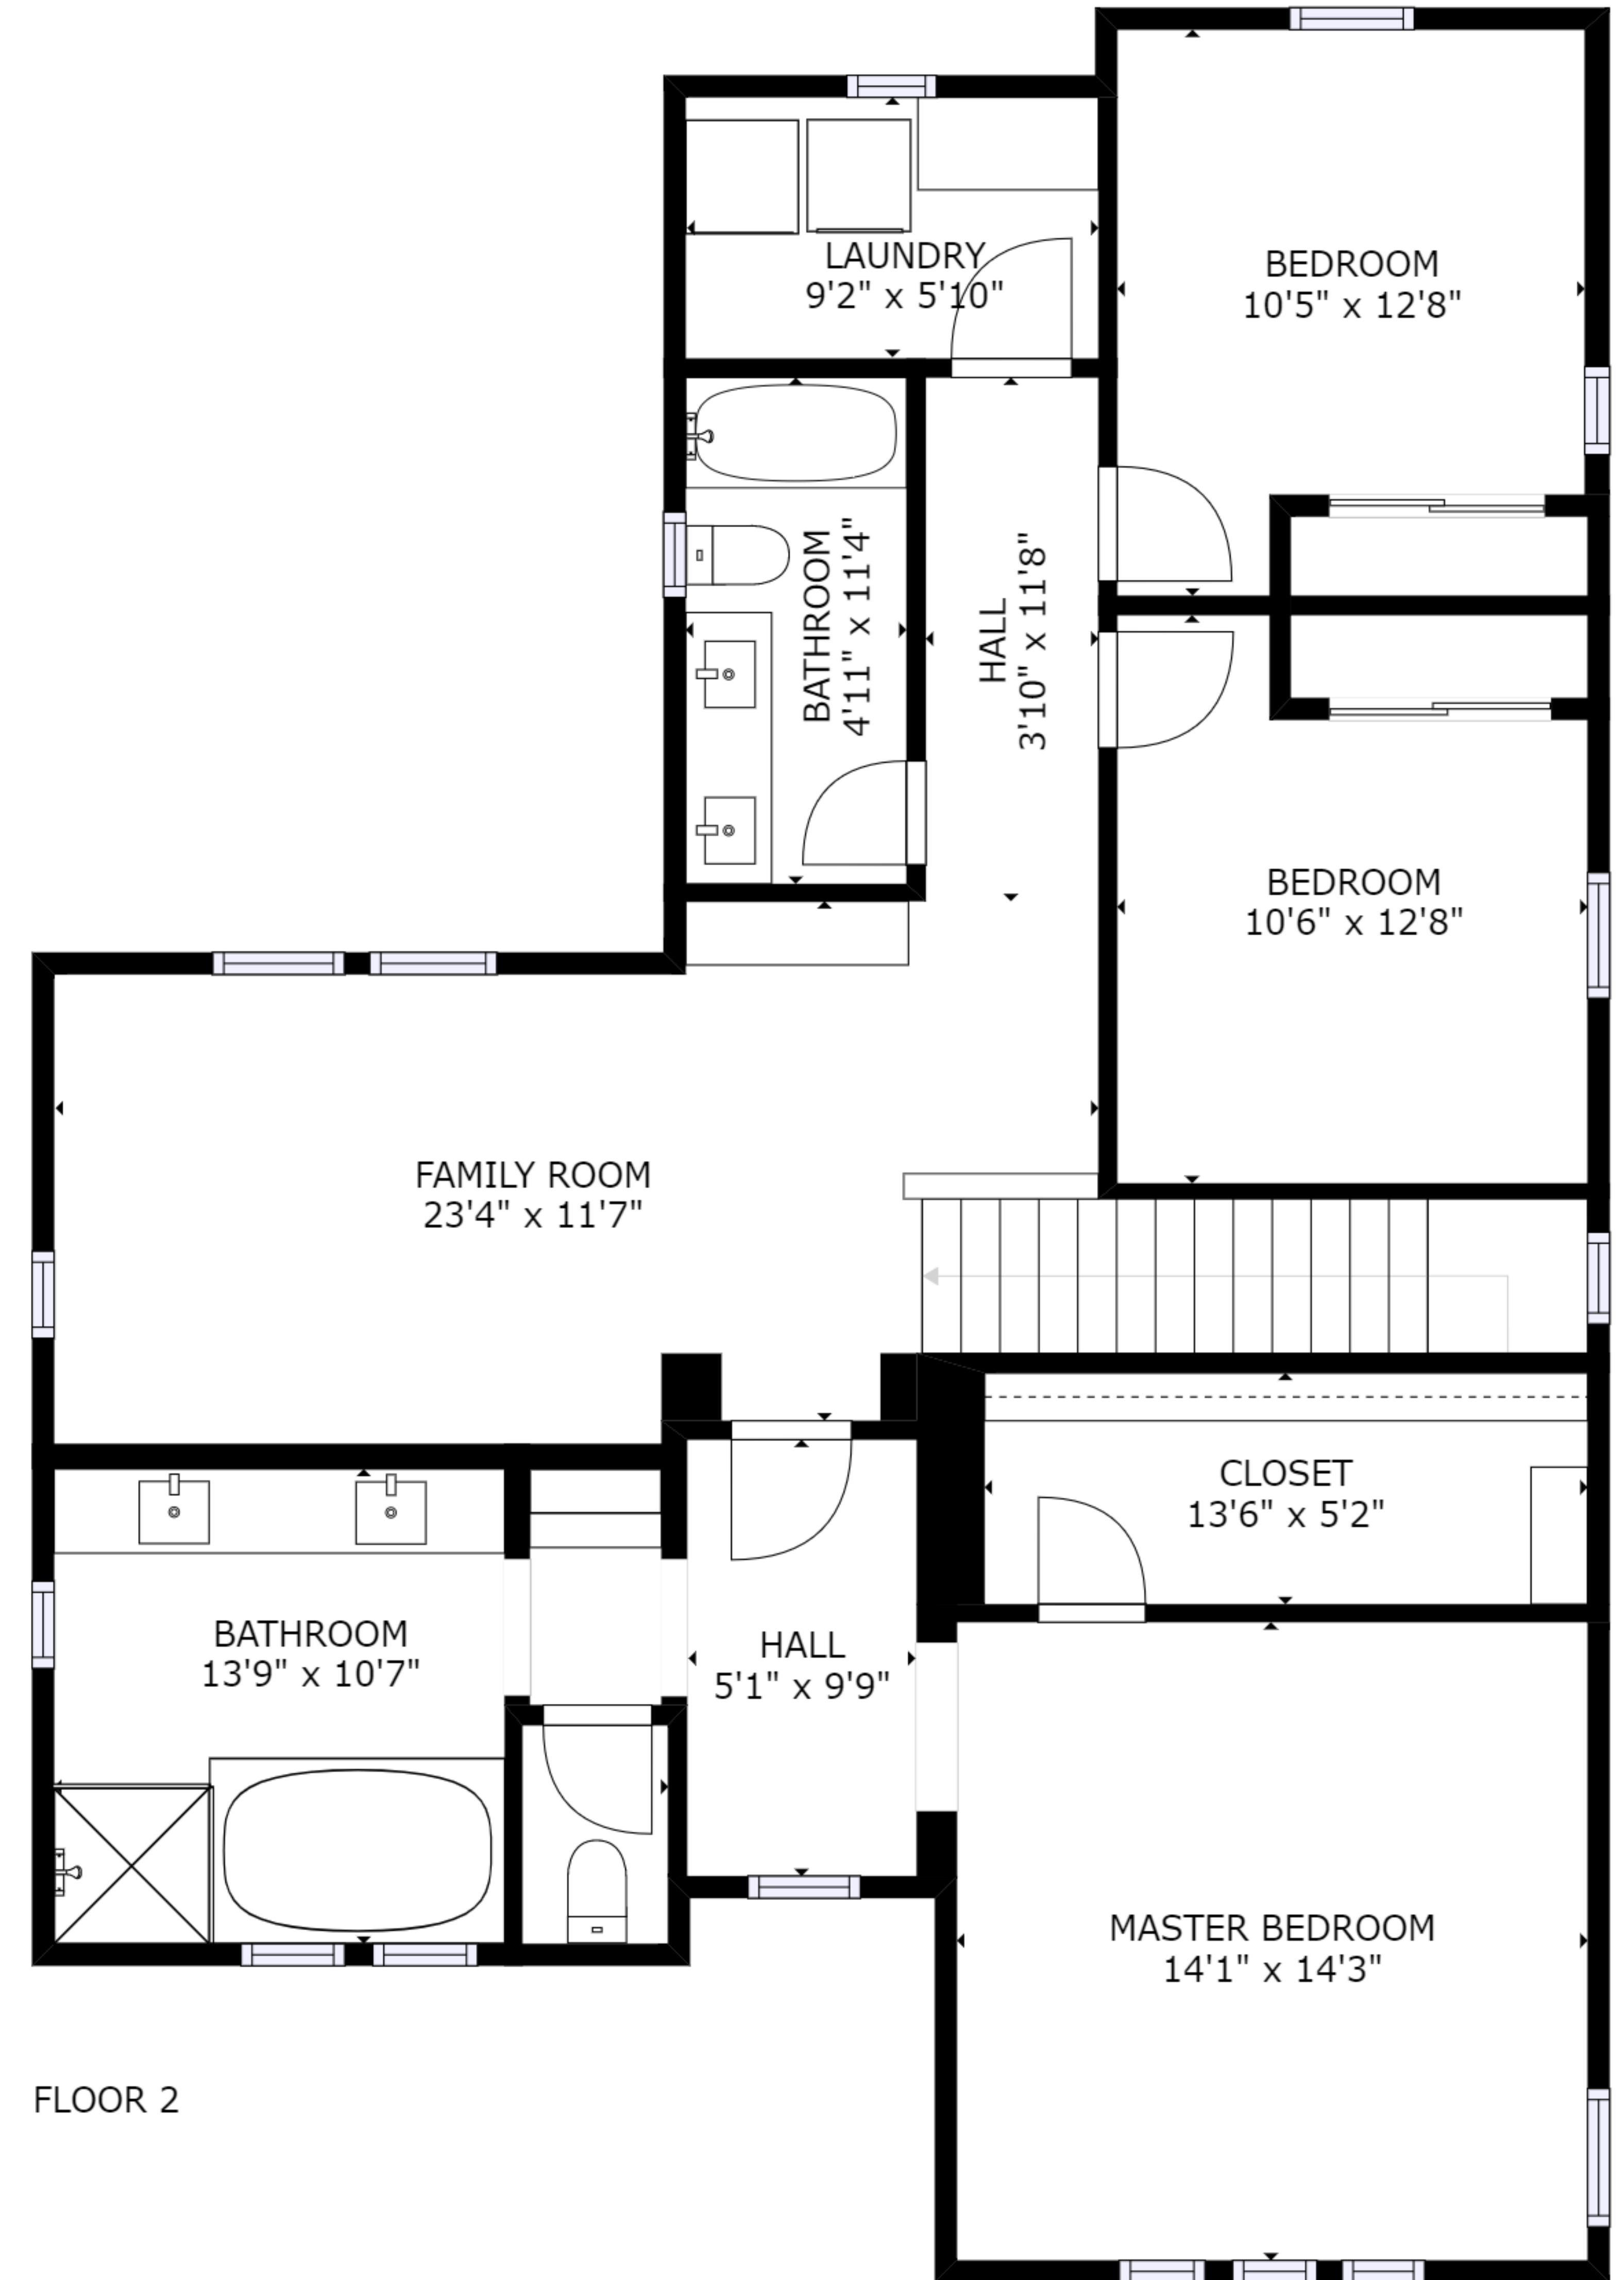 BEDROOM
10'5" x 12'8"
LAUNDRY
9'2" x 5'10"
BATHROOM
4'11" x 11'4"
HALL
3'10" x 11'8"
BEDROOM
10'6" x 12'8"
FAMILY ROOM
23'4" x 11'7"
CLOSET
13'6" x 5'2"
BATHROOM
13'9" x 10'7"
HALL
5'1" x 9'9"
MASTER BEDROOM
14'1" x 14'3"
FLOOR 2